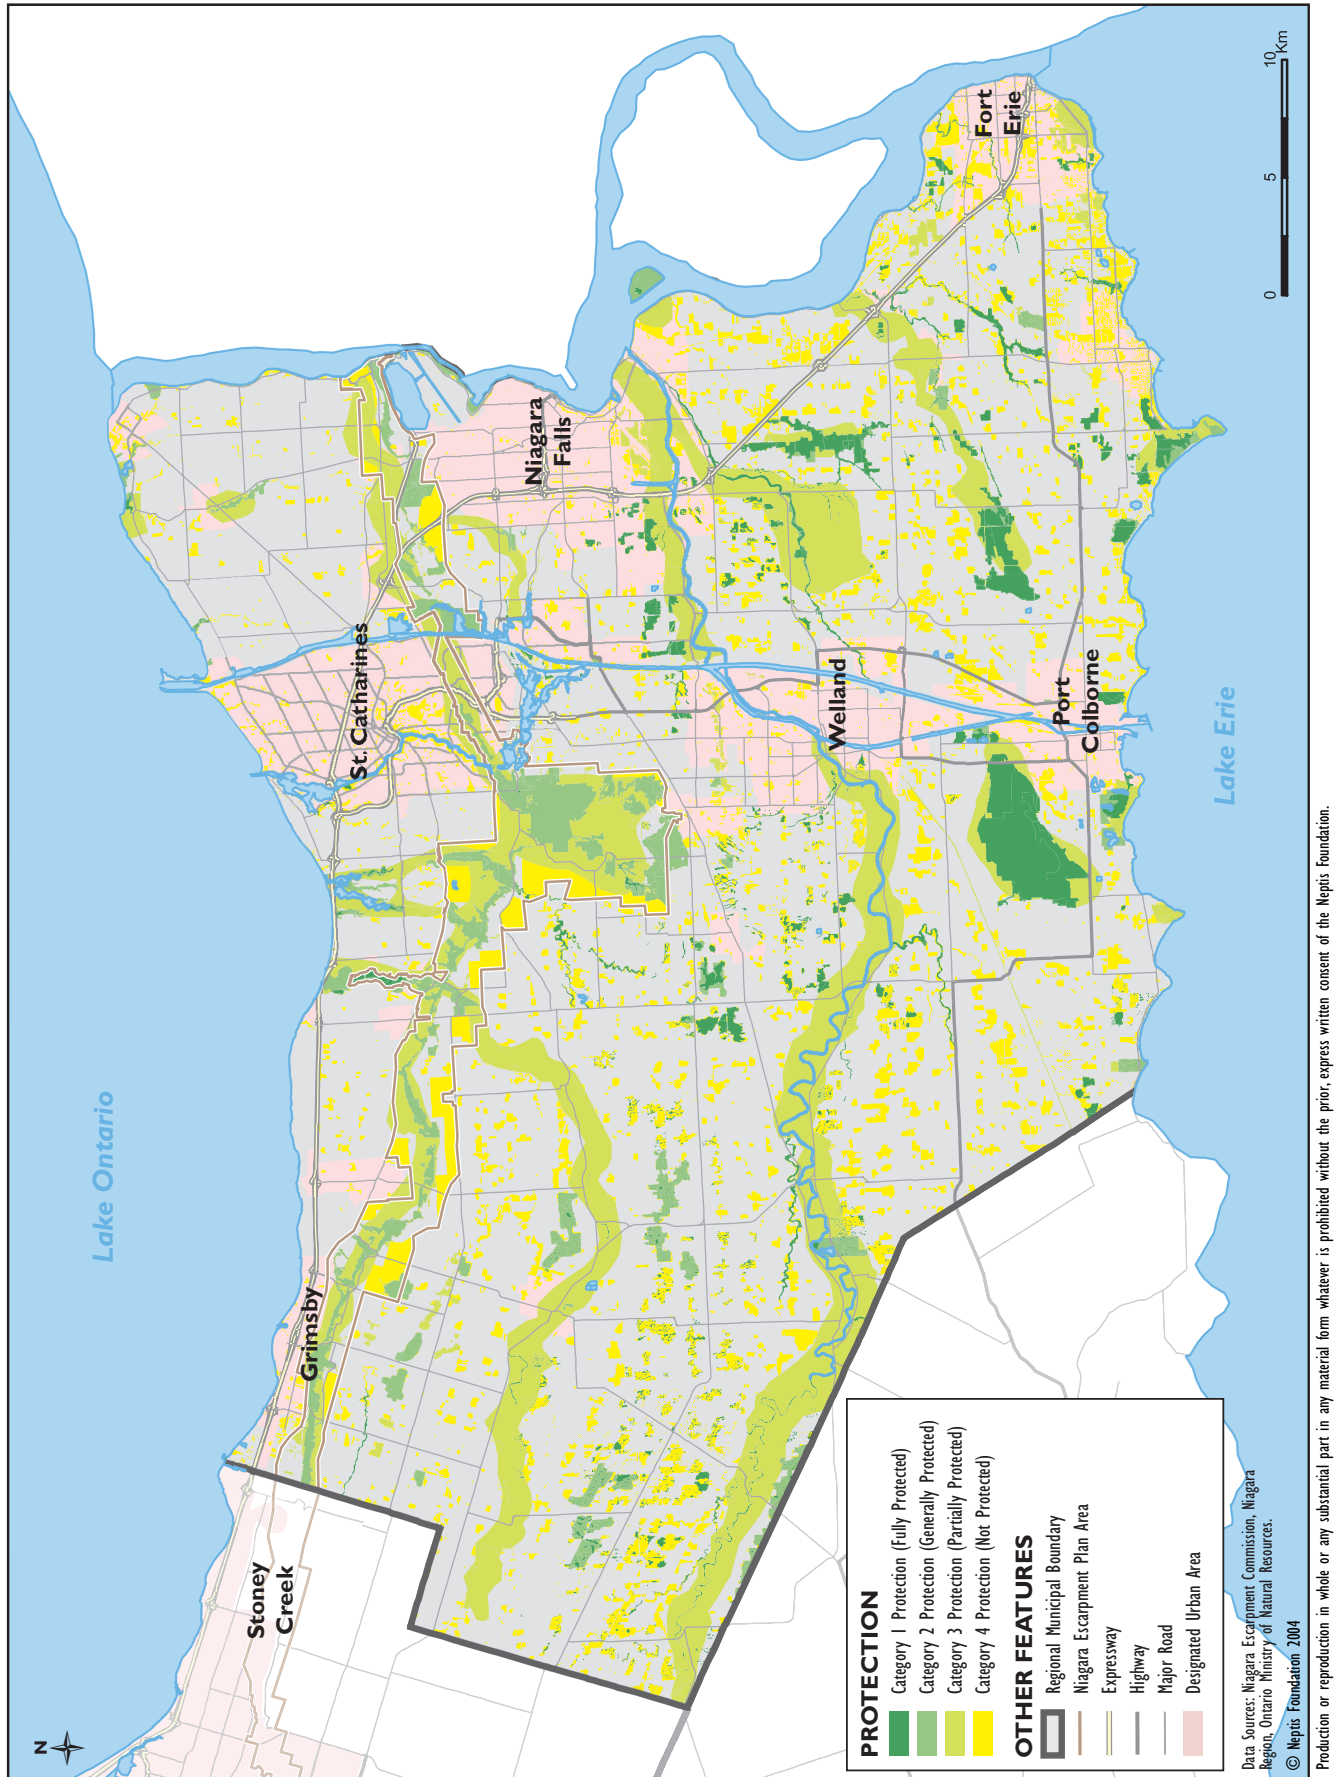 N
Lake Ontario
Stoney
Creek
Grimsby
St. Catharines
Niagara
Falls
Welland
Port
Colborne
Fort
Erie
Lake Erie
PROTECTION
Category 1 Protection (Fully Protected)
Category 2 Protection (Generally Protected)
Category 3 Protection (Partially Protected)
Category 4 Protection (Not Protected)
OTHER FEATURES
Regional Municipal Boundary
Niagara Escarpment Plan Area
Expressway
Highway
Major Road
Designated Urban Area
0 5 10
Km
Data Sources: Niagara Escarpment Commission, Niagara
Region, Ontario Ministry of Natural Resources.
© Neptis Foundation 2004
Production or reproduction in whole or any substantial part in any material form whatever is prohibited without the prior, express written consent of the Neptis Foundation.